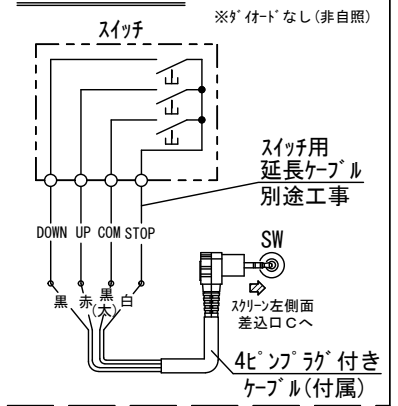 ※ﾀﾞｲｵｰﾄﾞなし(非自照)
スイッチ
スイッチ用
延長ケーブル
別途工事
DOWN UP COM STOP
SW
黒 赤 黒(太) 白
スクリーン左側面
差込口Cへ
4ピンプラグ付き
ケーブル(付属)